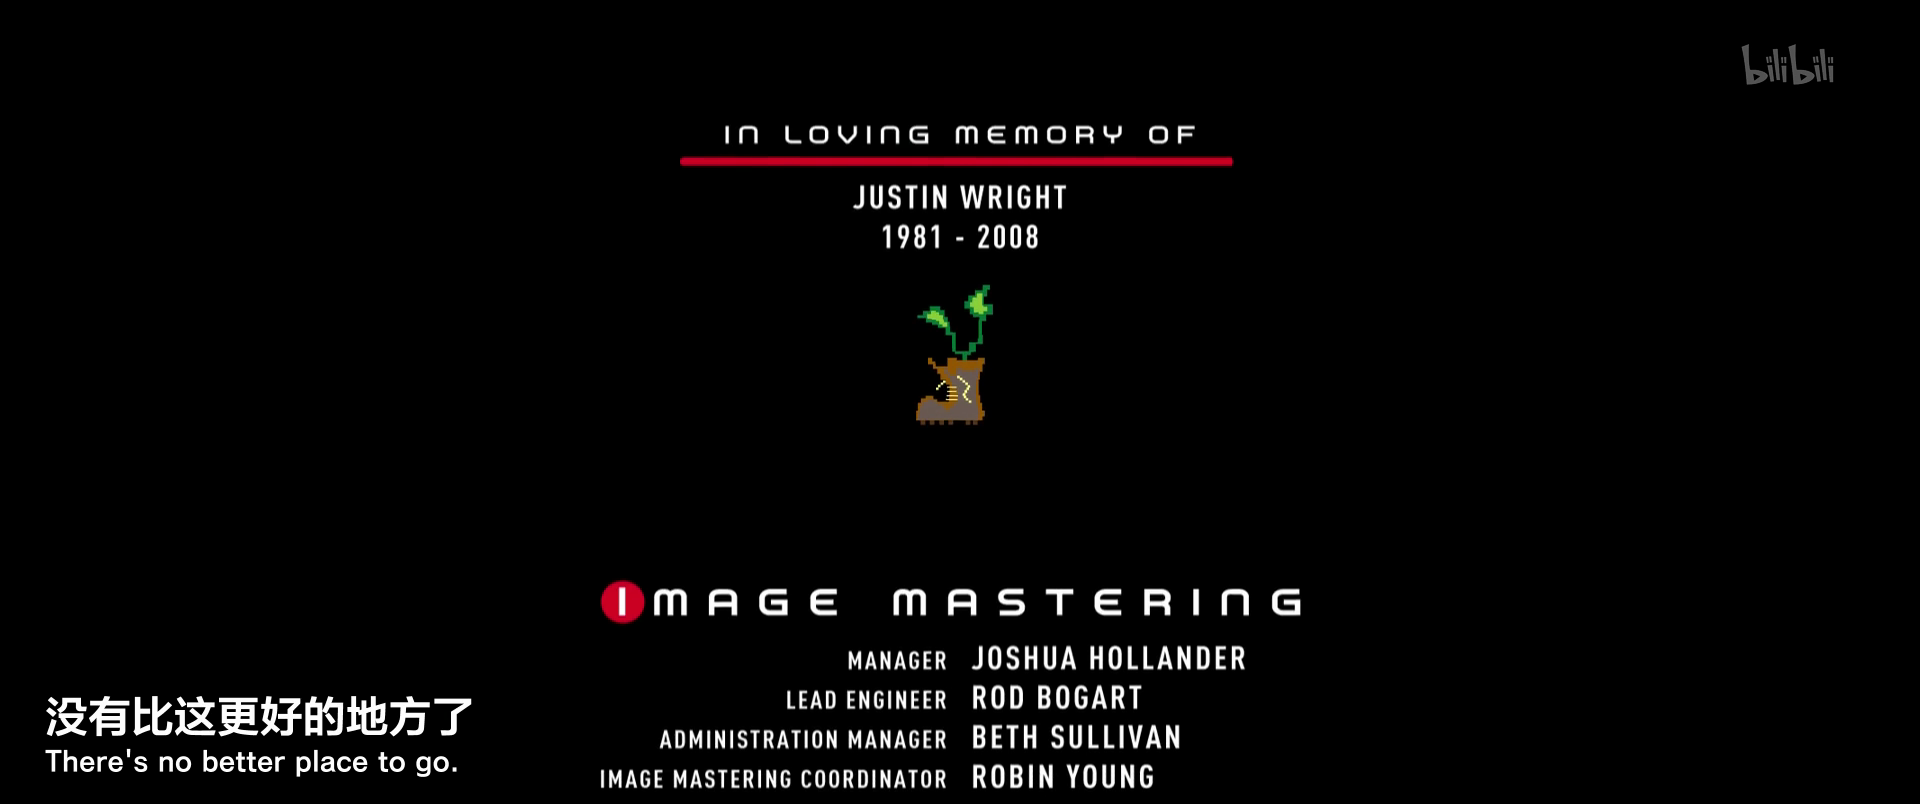 bilibili
IN LOVING MEMORY OF
JUSTIN WRIGHT
1981 - 2008
IMAGE MASTERING
MANAGER JOSHUA HOLLANDER
LEAD ENGINEER ROD BOGART
ADMINISTRATION MANAGER BETH SULLIVAN
IMAGE MASTERING COORDINATOR ROBIN YOUNG
没有比这更好的地方了
There's no better place to go.